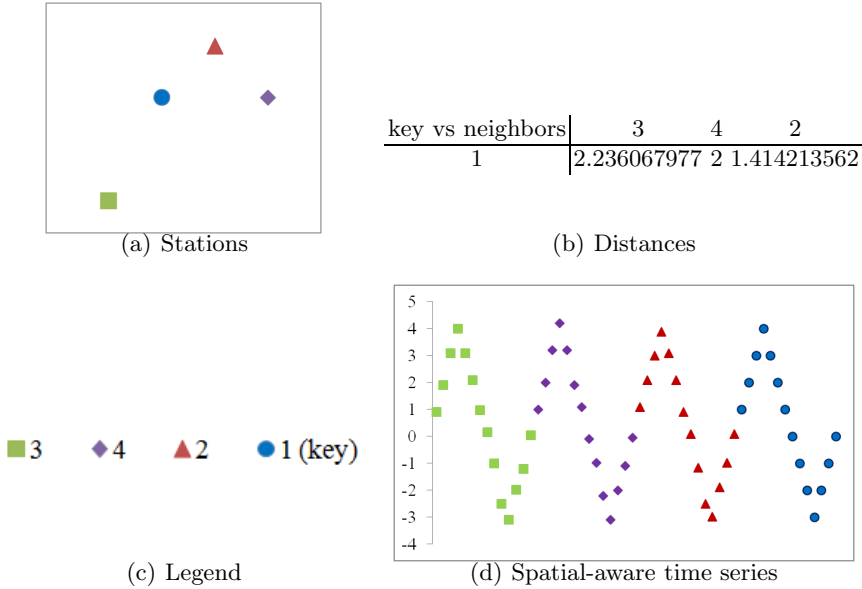 (a) Stations
key vs neighbors 3 4 2
1 2.236067977 2 1.414213562
(b) Distances
3 4 2 1 (key)
(c) Legend
5
4
3
2
1
0
-1
-2
-3
-4
(d) Spatial-aware time series